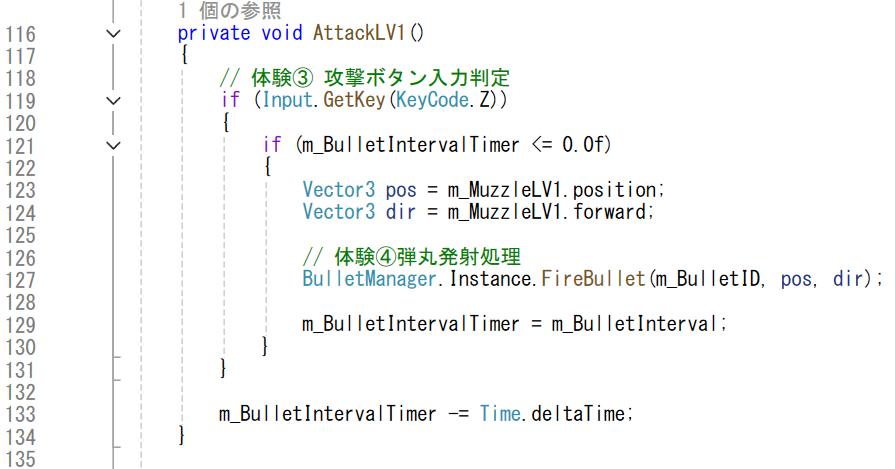 1 個の参照
116 private void AttackLV1()
117 {
118 // 体験③ 攻撃ボタン入力判定
119 if (Input.GetKey(KeyCode.Z))
120 {
121 if (m_BulletIntervalTimer <= 0.0f)
122 {
123 Vector3 pos = m_MuzzleLV1.position;
124 Vector3 dir = m_MuzzleLV1.forward;
125
126 // 体験④弾丸発射処理
127 BulletManager.Instance.FireBullet(m_BulletID, pos, dir);
128
129 m_BulletIntervalTimer = m_BulletInterval;
130 }
131 }
132
133 m_BulletIntervalTimer -= Time.deltaTime;
134 }
135